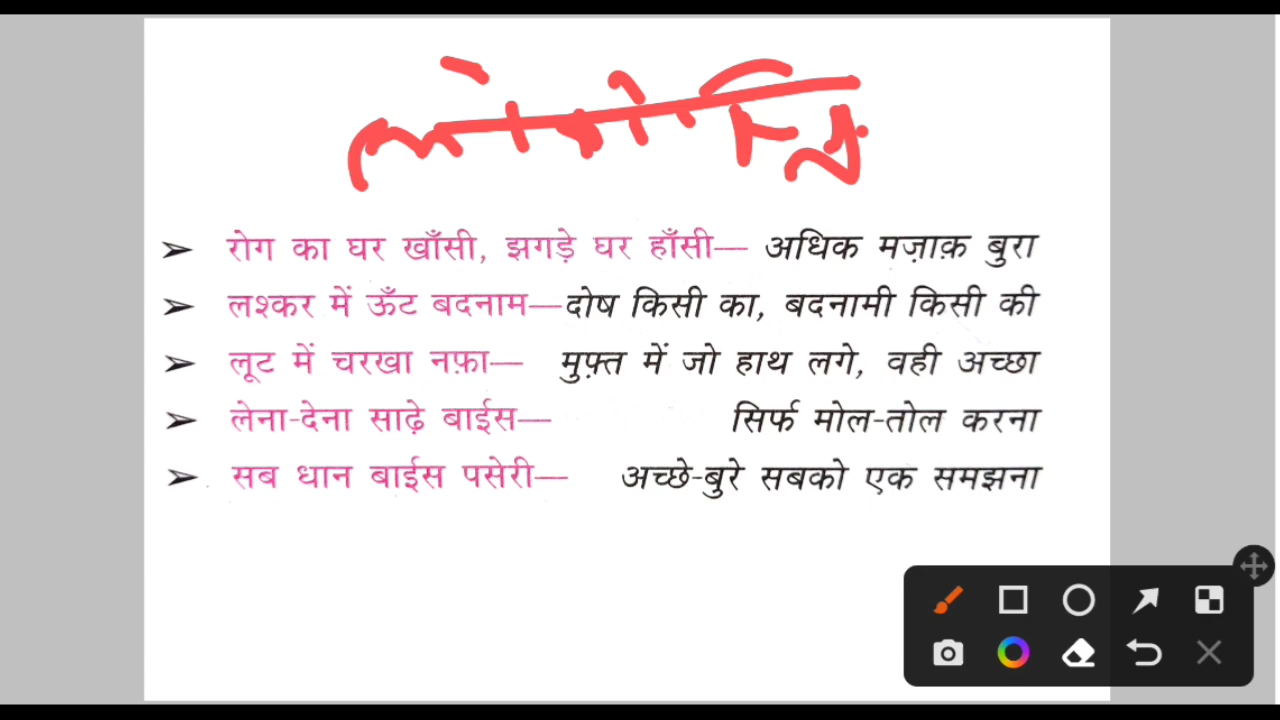 लोकोक्ति
रोग का घर खाँसी, झगड़े घर हाँसी— अधिक मज़ाक़ बुरा
लश्कर में ऊँट बदनाम—दोष किसी का, बदनामी किसी की
लूट में चरखा नफ़ा— मुफ़्त में जो हाथ लगे, वही अच्छा
लेना-देना साढ़े बाईस— सिर्फ मोल-तोल करना
सब धान बाईस पसेरी— अच्छे-बुरे सबको एक समझना